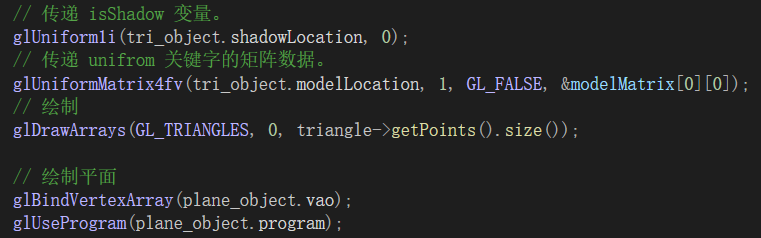 // 传递 isShadow 变量。
glUniform1i(tri_object.shadowLocation, 0);
// 传递 unifrom 关键字的矩阵数据。
glUniformMatrix4fv(tri_object.modelLocation, 1, GL_FALSE, &modelMatrix[0][0]);
// 绘制
glDrawArrays(GL_TRIANGLES, 0, triangle->getPoints().size());
// 绘制平面
glBindVertexArray(plane_object.vao);
glUseProgram(plane_object.program);